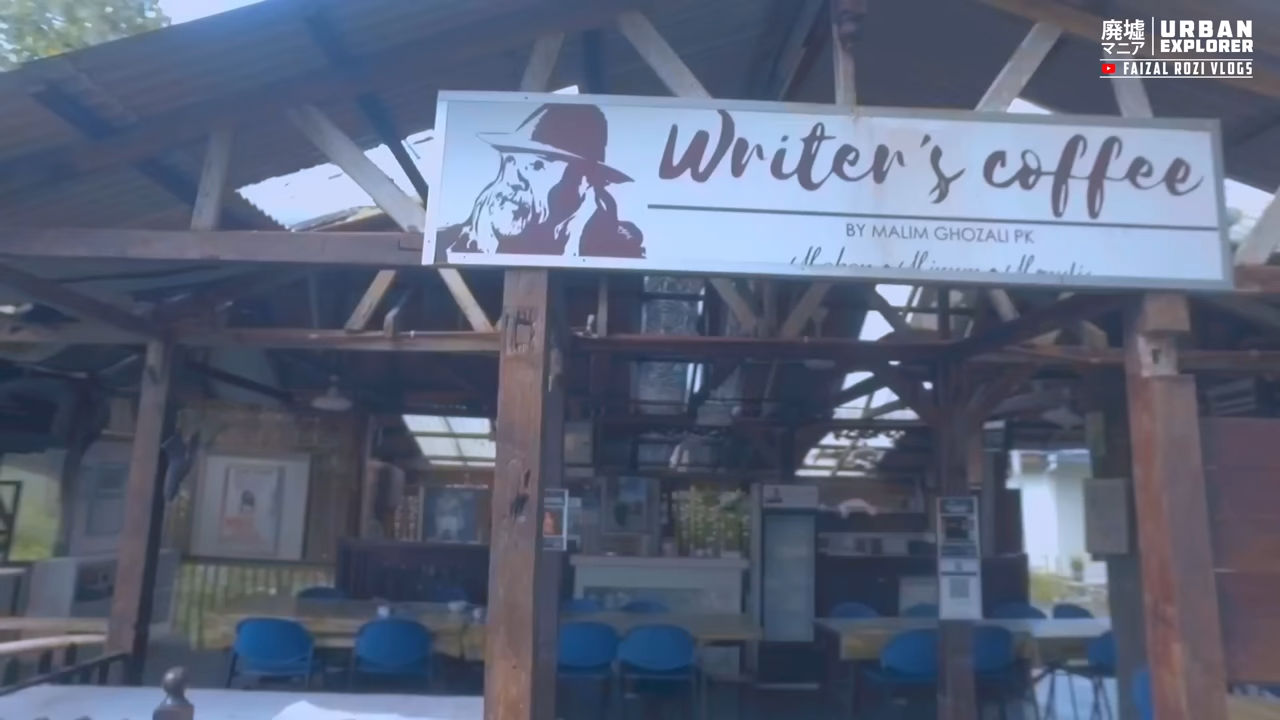 廃墟
マニア
URBAN
EXPLORER
FAIZAL ROZI VLOGS
Writer's coffee
BY MALIM GHOZALI PK